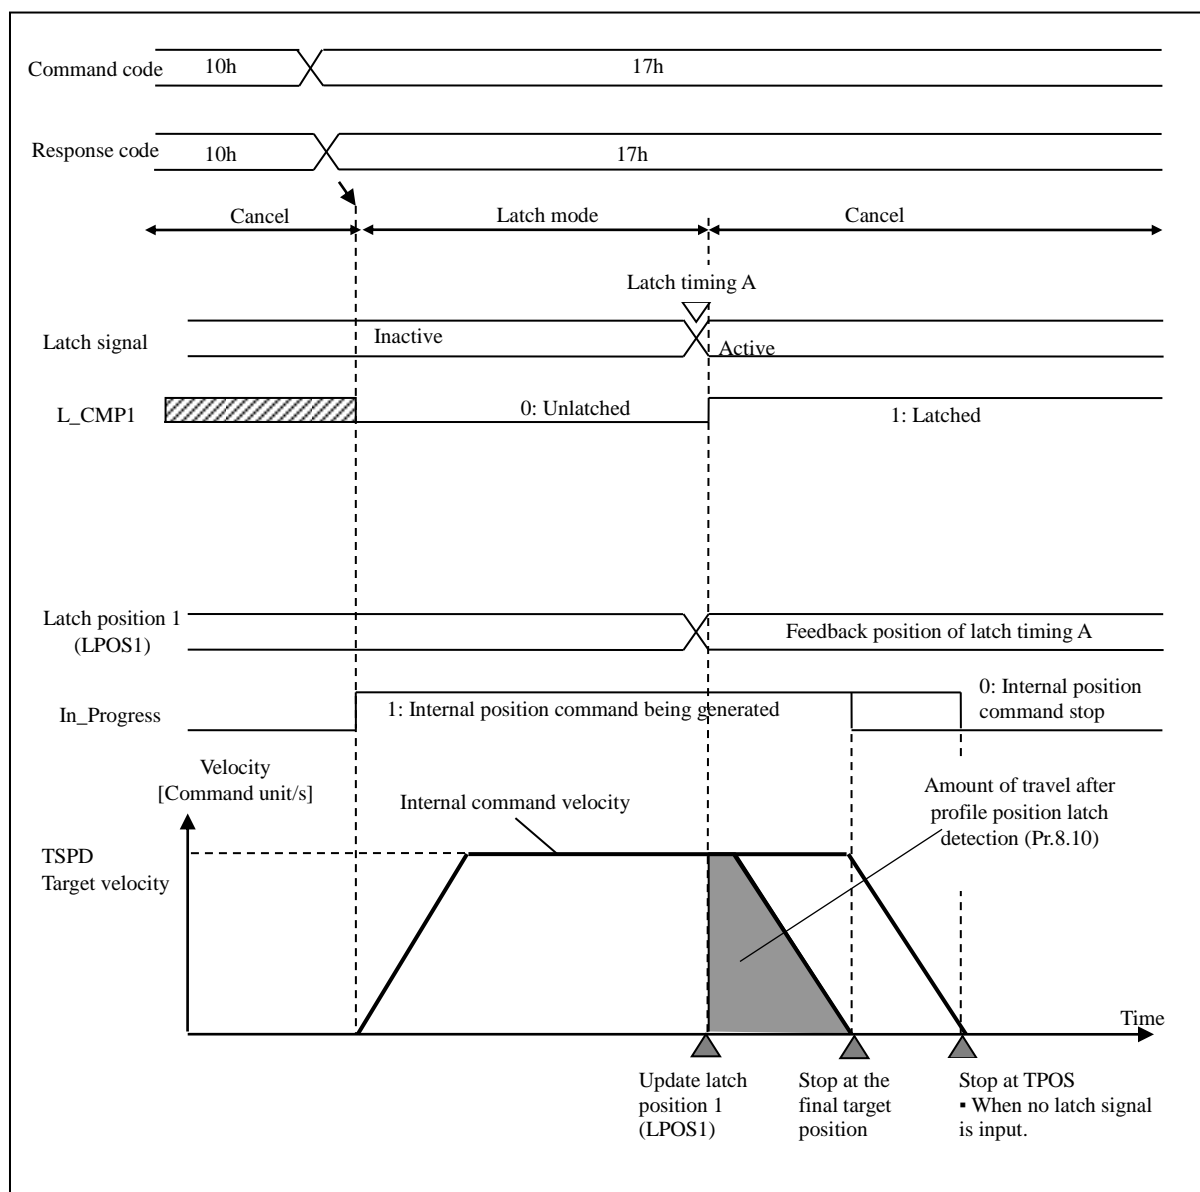 Command code
10h
17h
Response code
10h
17h
Cancel
Latch mode
Cancel
Latch timing A
Latch signal
Inactive
Active
L_CMP1
0: Unlatched
1: Latched
Latch position 1
(LPOS1)
Feedback position of latch timing A
In_Progress
1: Internal position command being generated
0: Internal position
command stop
Velocity
[Command unit/s]
Internal command velocity
Amount of travel after
profile position latch
detection (Pr.8.10)
TSPD
Target velocity
Time
Update latch
position 1
(LPOS1)
Stop at the
final target
position
Stop at TPOS
▪ When no latch signal
is input.